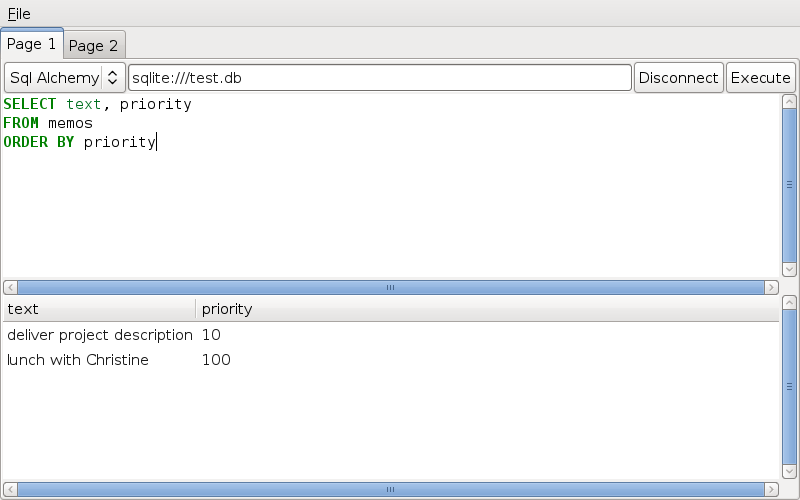 File
Page 1 Page 2
Sql Alchemy sqlite:///test.db Disconnect Execute
SELECT text, priority
FROM memos
ORDER BY priority
text priority
deliver project description 10
lunch with Christine 100